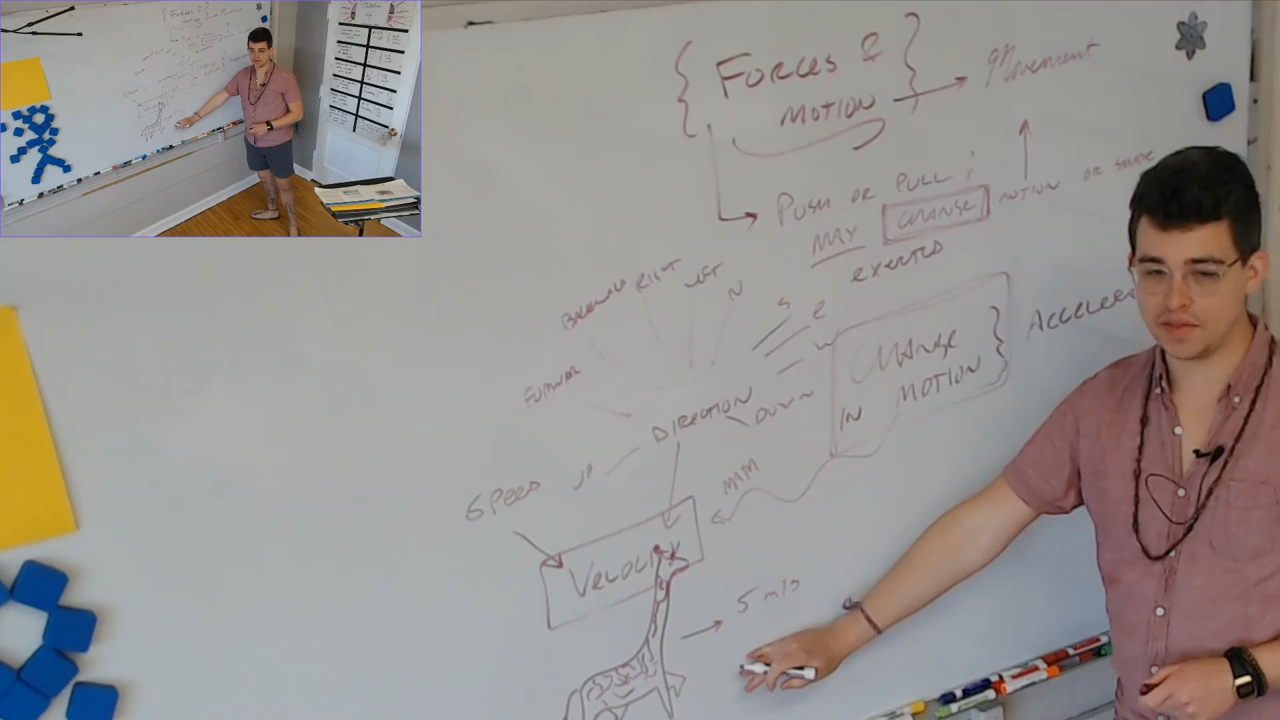 { FORCES &
MOTION } → Movement
PUSH OR PULL ;
MAY CHANGE MOTION OR SHAPE
EXERTED
BACKWARD RIGHT LEFT N S E W
FORWARD
CHANGE
IN MOTION }
DIRECTION DOWN
UP
SPEED
MATH
VELOCITY
→ 5 m/s